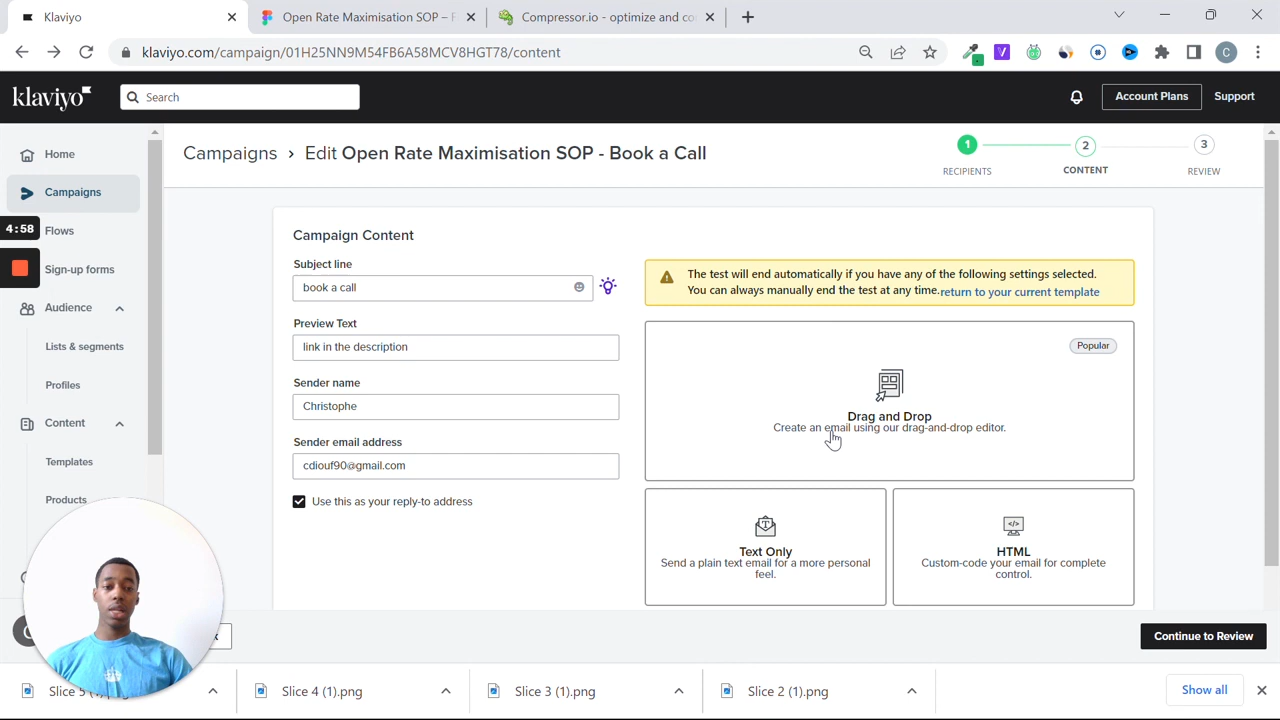 Klaviyo
Open Rate Maximisation SOP – F
Compressor.io - optimize and co
klaviyo.com/campaign/01H25NN9M54FB6A58MCV8HGT78/content
C
klaviyo
Search
Account Plans
Support
Home
Campaigns
4:58
Flows
Sign-up forms
Audience
Lists & segments
Profiles
Content
Templates
Products
Campaigns › Edit Open Rate Maximisation SOP - Book a Call
1
2
3
RECIPIENTS
CONTENT
REVIEW
Campaign Content
Subject line
book a call
Preview Text
link in the description
Sender name
Christophe
Sender email address
cdiouf90@gmail.com
Use this as your reply-to address
The test will end automatically if you have any of the following settings selected.
You can always manually end the test at any time.return to your current template
Popular
Drag and Drop
Create an email using our drag-and-drop editor.
Text Only
Send a plain text email for a more personal
feel.
HTML
Custom-code your email for complete
control.
Continue to Review
Slice 5
Slice 4 (1).png
Slice 3 (1).png
Slice 2 (1).png
Show all